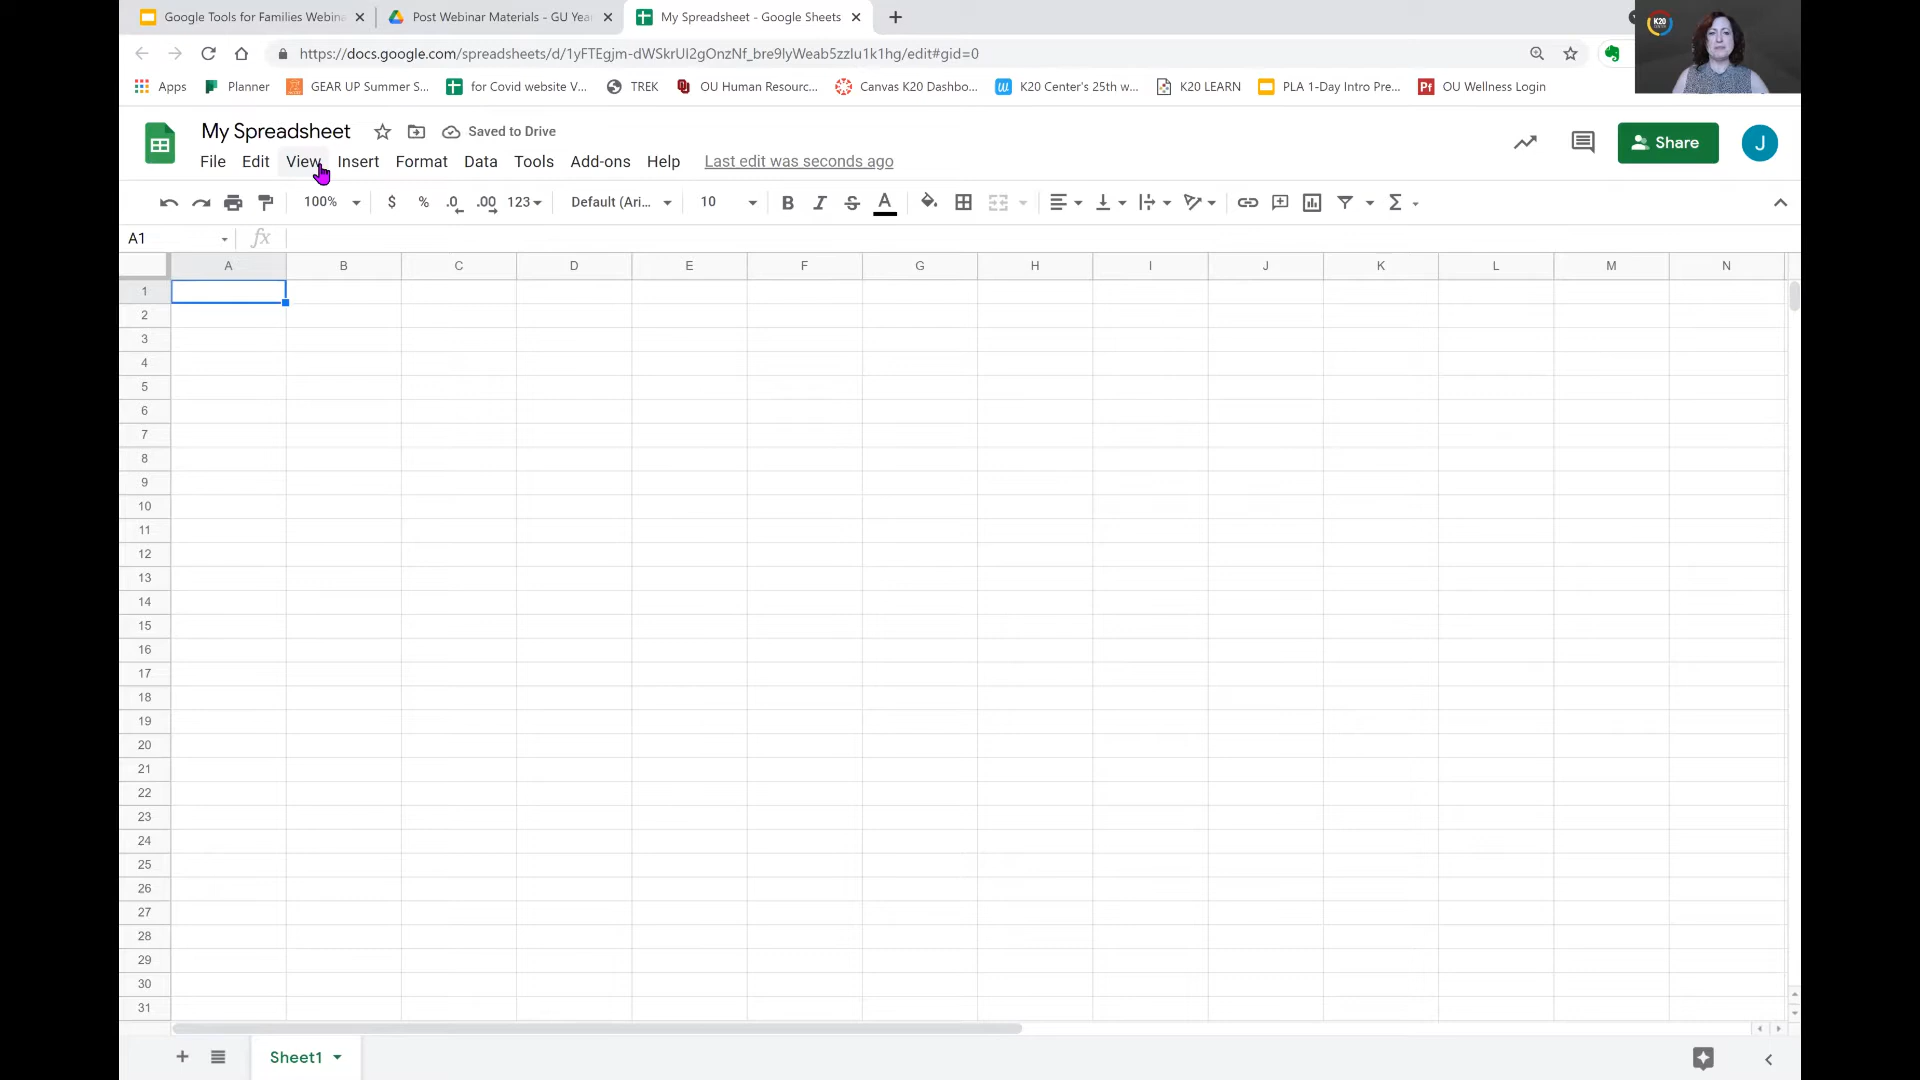 Google Tools for Families Webina
Post Webinar Materials - GU Yea
My Spreadsheet - Google Sheets
K20
https://docs.google.com/spreadsheets/d/1yFTEgjm-dWSkrUI2gOnzNf_bre9lyWeab5zzlu1k1hg/edit#gid=0
Apps
Planner
GEAR UP Summer S...
for Covid website V...
TREK
OU Human Resourc...
Canvas K20 Dashbo...
K20 Center's 25th w...
K20 LEARN
PLA 1-Day Intro Pre...
OU Wellness Login
My Spreadsheet
Saved to Drive
File Edit View Insert Format Data Tools Add-ons Help Last edit was seconds ago
Share
J
100% $ % .0 .00 123 Default (Ari... 10 B I S A
A1 fx
A B C D E F G H I J K L M N
1
2
3
4
5
6
7
8
9
10
11
12
13
14
15
16
17
18
19
20
21
22
23
24
25
26
27
28
29
30
31
Sheet1